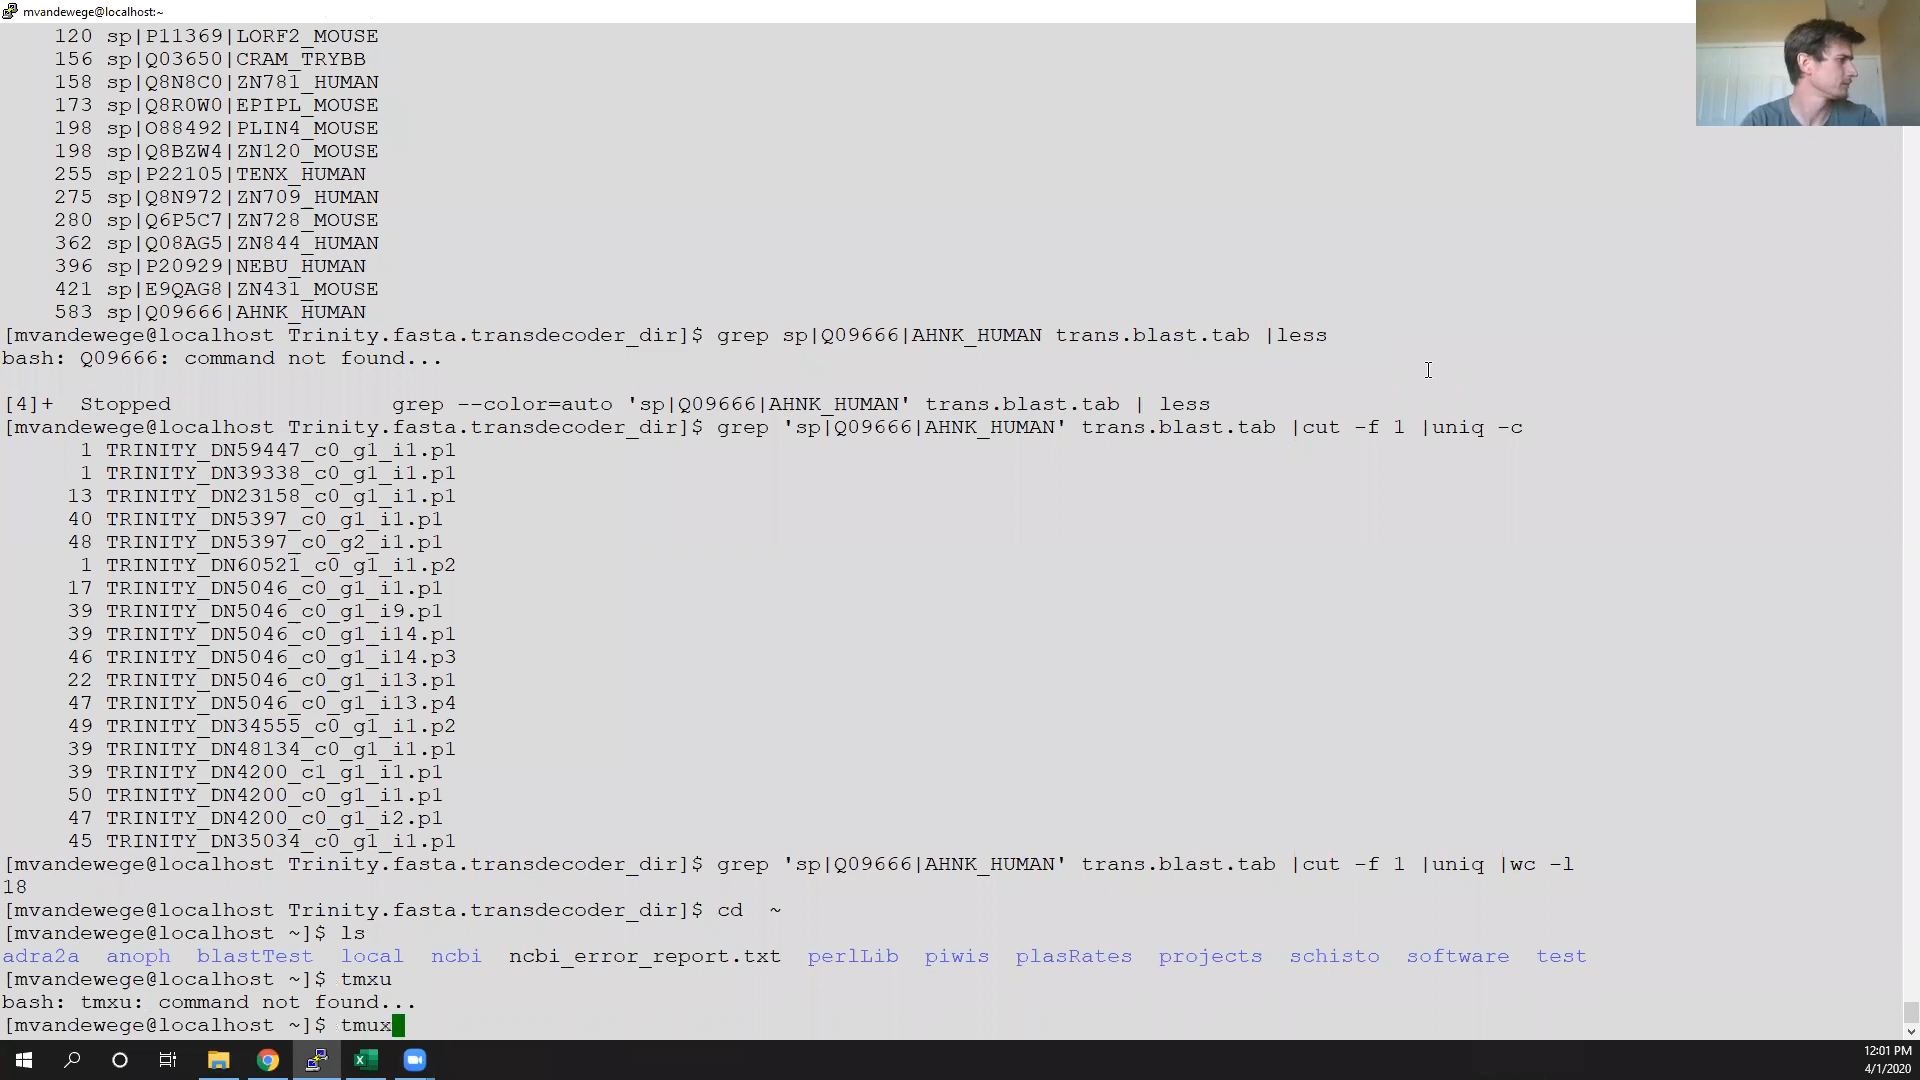 mvandewege@localhost:~
120 sp|P11369|LORF2_MOUSE
156 sp|Q03650|CRAM_TRYBB
158 sp|Q8N8C0|ZN781_HUMAN
173 sp|Q8R0W0|EPIPL_MOUSE
198 sp|O88492|PLIN4_MOUSE
198 sp|Q8BZW4|ZN120_MOUSE
255 sp|P22105|TENX_HUMAN
275 sp|Q8N972|ZN709_HUMAN
280 sp|Q6P5C7|ZN728_MOUSE
362 sp|Q08AG5|ZN844_HUMAN
396 sp|P20929|NEBU_HUMAN
421 sp|E9QAG8|ZN431_MOUSE
583 sp|Q09666|AHNK_HUMAN
[mvandewege@localhost Trinity.fasta.transdecoder_dir]$ grep sp|Q09666|AHNK_HUMAN trans.blast.tab |less
bash: Q09666: command not found...
[4]+  Stopped                 grep --color=auto 'sp|Q09666|AHNK_HUMAN' trans.blast.tab | less
[mvandewege@localhost Trinity.fasta.transdecoder_dir]$ grep 'sp|Q09666|AHNK_HUMAN' trans.blast.tab |cut -f 1 |uniq -c
1 TRINITY_DN59447_c0_g1_i1.p1
1 TRINITY_DN39338_c0_g1_i1.p1
13 TRINITY_DN23158_c0_g1_i1.p1
40 TRINITY_DN5397_c0_g1_i1.p1
48 TRINITY_DN5397_c0_g2_i1.p1
1 TRINITY_DN60521_c0_g1_i1.p2
17 TRINITY_DN5046_c0_g1_i1.p1
39 TRINITY_DN5046_c0_g1_i9.p1
39 TRINITY_DN5046_c0_g1_i14.p1
46 TRINITY_DN5046_c0_g1_i14.p3
22 TRINITY_DN5046_c0_g1_i13.p1
47 TRINITY_DN5046_c0_g1_i13.p4
49 TRINITY_DN34555_c0_g1_i1.p2
39 TRINITY_DN48134_c0_g1_i1.p1
39 TRINITY_DN4200_c1_g1_i1.p1
50 TRINITY_DN4200_c0_g1_i1.p1
47 TRINITY_DN4200_c0_g1_i2.p1
45 TRINITY_DN35034_c0_g1_i1.p1
[mvandewege@localhost Trinity.fasta.transdecoder_dir]$ grep 'sp|Q09666|AHNK_HUMAN' trans.blast.tab |cut -f 1 |uniq |wc -l
18
[mvandewege@localhost Trinity.fasta.transdecoder_dir]$ cd  ~
[mvandewege@localhost ~]$ ls
adra2a  anoph  blastTest  local  ncbi  ncbi_error_report.txt  perlLib  piwis  plasRates  projects  schisto  software  test
[mvandewege@localhost ~]$ tmxu
bash: tmxu: command not found...
[mvandewege@localhost ~]$ tmux
12:01 PM
4/1/2020